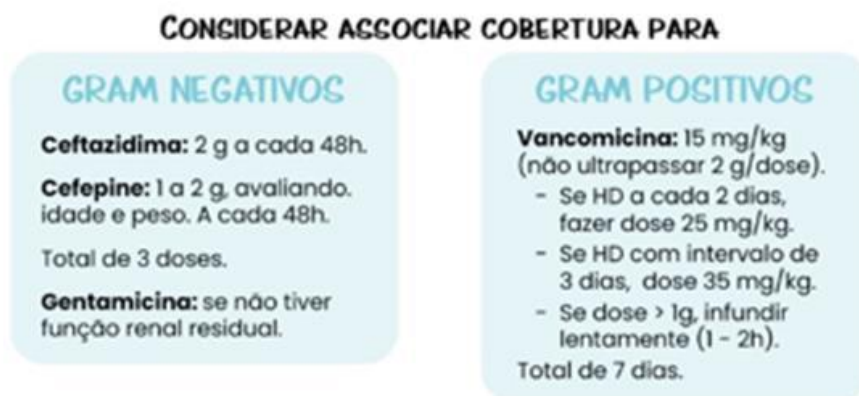 CONSIDERAR ASSOCIAR COBERTURA PARA
GRAM NEGATIVOS
Ceftazidima: 2 g a cada 48h.
Cefepine: 1 a 2 g, avaliando.
idade e peso. A cada 48h.
Total de 3 doses.
Gentamicina: se não tiver
função renal residual.
GRAM POSITIVOS
Vancomicina: 15 mg/kg
(não ultrapassar 2 g/dose).
- Se HD a cada 2 dias,
fazer dose 25 mg/kg.
- Se HD com intervalo de
3 dias, dose 35 mg/kg.
- Se dose > 1g, infundir
lentamente (1 - 2h).
Total de 7 dias.